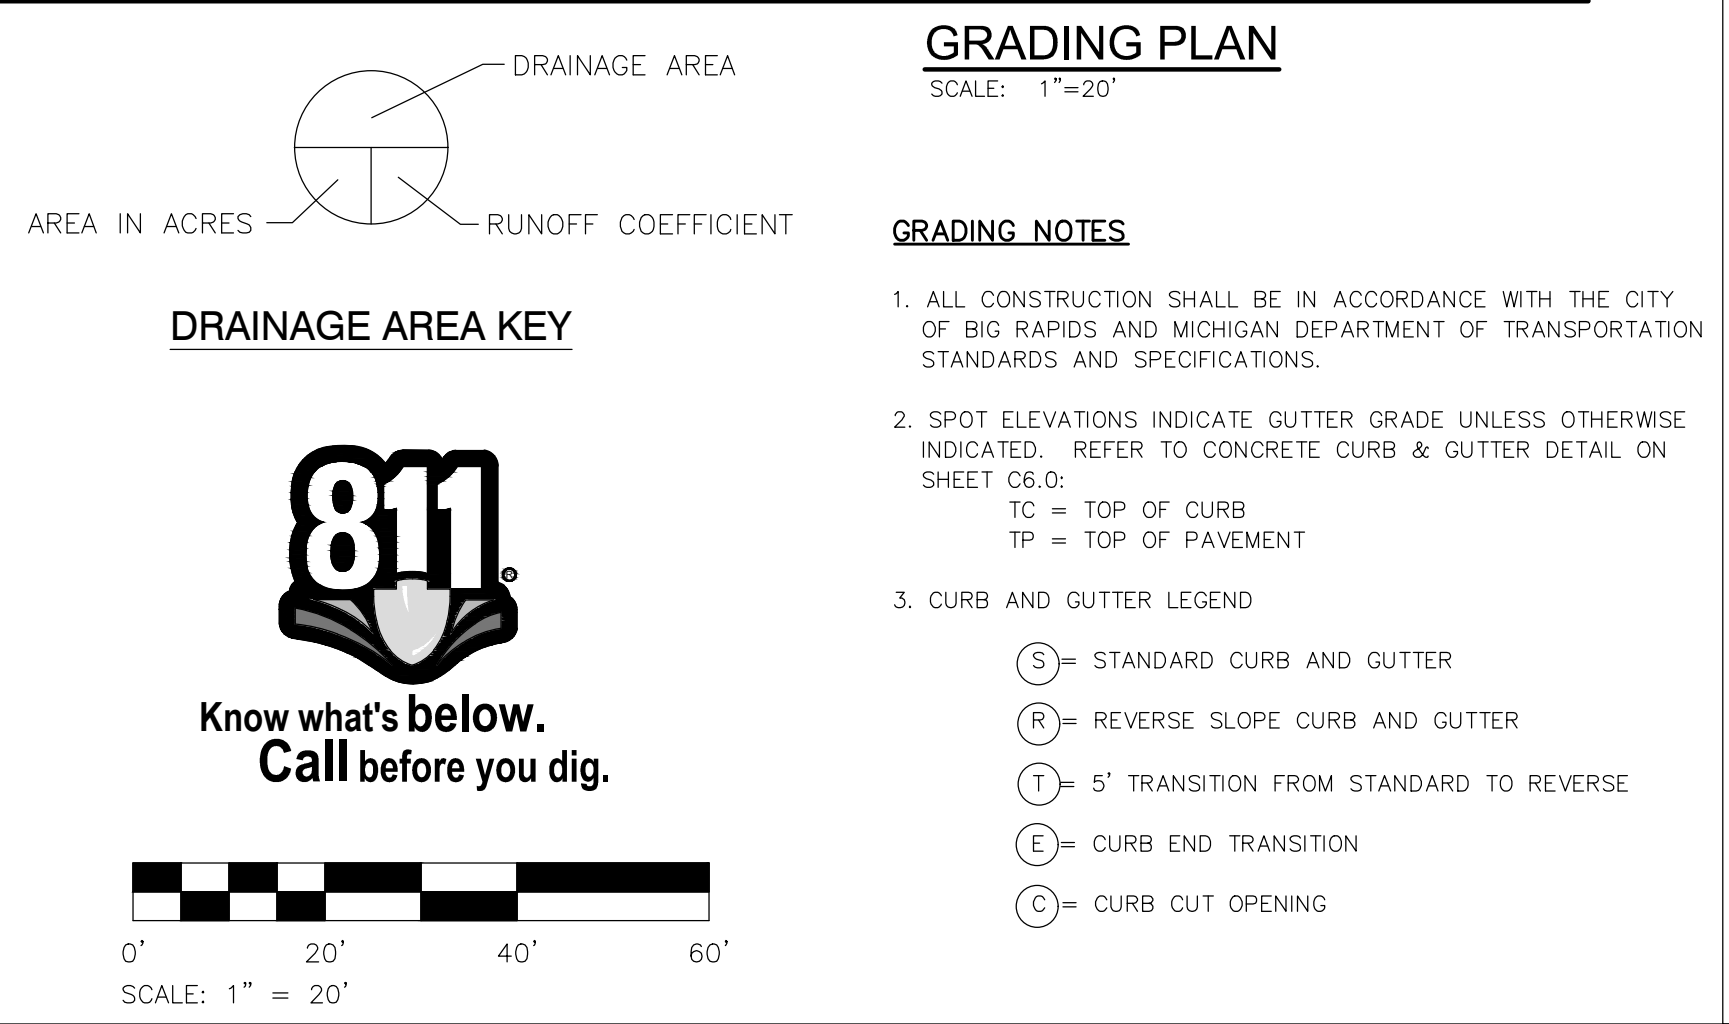 DRAINAGE AREA
AREA IN ACRES
RUNOFF COEFFICIENT
DRAINAGE AREA KEY
811®
Know what's below.
Call before you dig.
0' 20' 40' 60'
SCALE: 1" = 20'
GRADING PLAN
SCALE: 1"=20'
GRADING NOTES
1. ALL CONSTRUCTION SHALL BE IN ACCORDANCE WITH THE CITY
OF BIG RAPIDS AND MICHIGAN DEPARTMENT OF TRANSPORTATION
STANDARDS AND SPECIFICATIONS.
2. SPOT ELEVATIONS INDICATE GUTTER GRADE UNLESS OTHERWISE
INDICATED. REFER TO CONCRETE CURB & GUTTER DETAIL ON
SHEET C6.0:
TC = TOP OF CURB
TP = TOP OF PAVEMENT
3. CURB AND GUTTER LEGEND
S = STANDARD CURB AND GUTTER
R = REVERSE SLOPE CURB AND GUTTER
T = 5' TRANSITION FROM STANDARD TO REVERSE
E = CURB END TRANSITION
C = CURB CUT OPENING